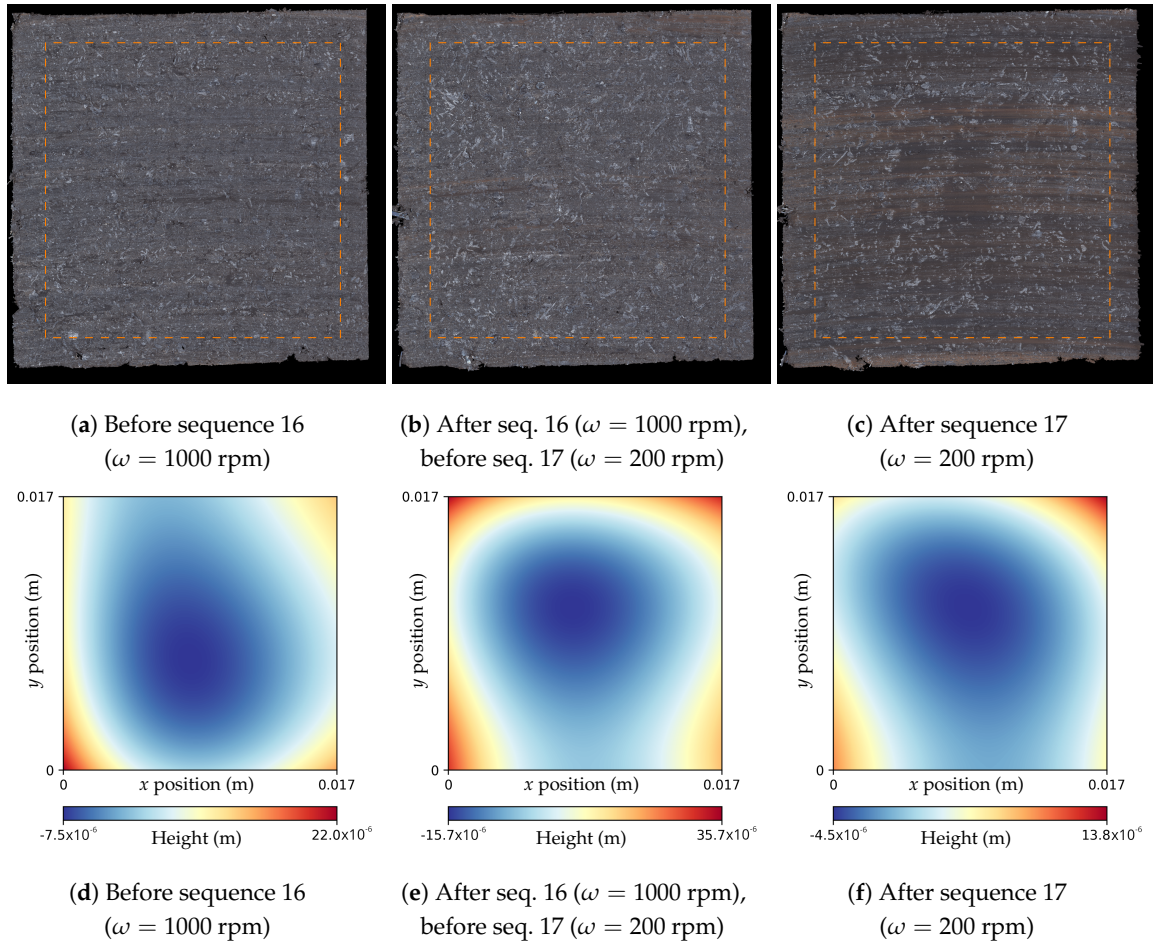 (a) Before sequence 16
(ω = 1000 rpm)
(b) After seq. 16 (ω = 1000 rpm),
before seq. 17 (ω = 200 rpm)
(c) After sequence 17
(ω = 200 rpm)
0.017
y position (m)
0
0
x position (m)
0.017
-7.5x10⁻⁶
Height (m)
22.0x10⁻⁶
0.017
y position (m)
0
0
x position (m)
0.017
-15.7x10⁻⁶
Height (m)
35.7x10⁻⁶
0.017
y position (m)
0
0
x position (m)
0.017
-4.5x10⁻⁶
Height (m)
13.8x10⁻⁶
(d) Before sequence 16
(ω = 1000 rpm)
(e) After seq. 16 (ω = 1000 rpm),
before seq. 17 (ω = 200 rpm)
(f) After sequence 17
(ω = 200 rpm)